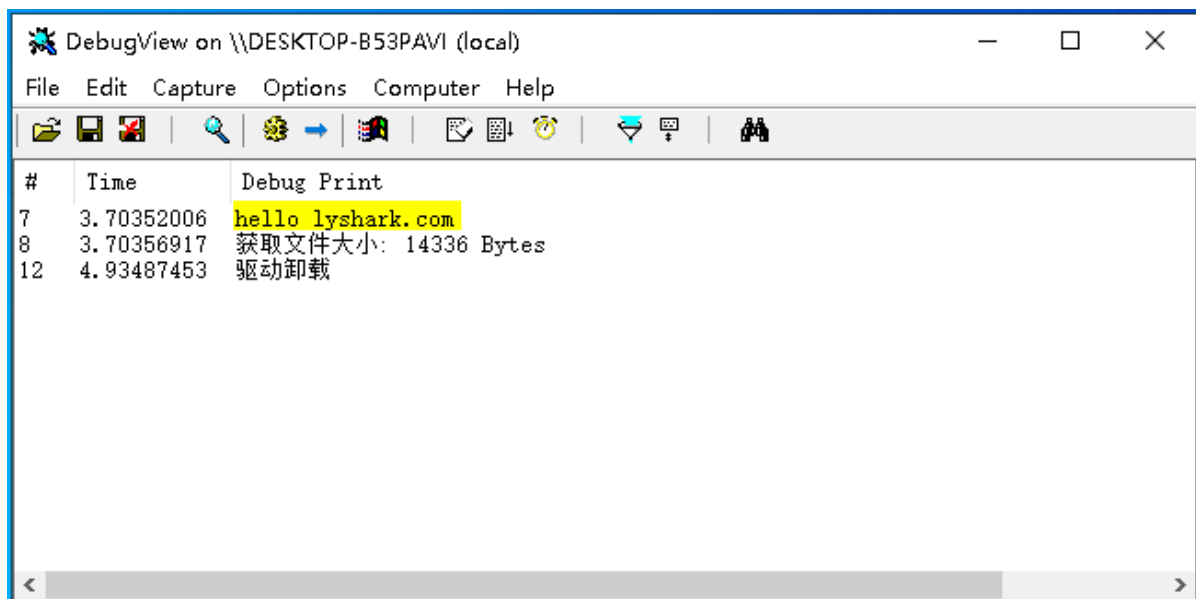 DebugView on \\DESKTOP-B53PAVI (local)
File Edit Capture Options Computer Help
# Time Debug Print
7 3.70352006 hello lyshark.com
8 3.70356917 获取文件大小: 14336 Bytes
12 4.93487453 驱动卸载